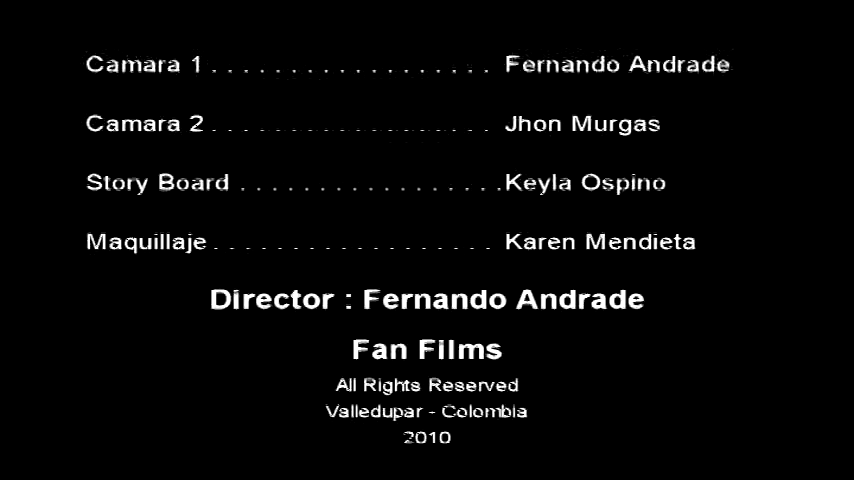 Camara 1 . . . . . . . . . . . . . . . . . . Fernando Andrade
Camara 2 . . . . . . . . . . . . . . . . . . Jhon Murgas
Story Board . . . . . . . . . . . . . . . . . Keyla Ospino
Maquillaje . . . . . . . . . . . . . . . . . . Karen Mendieta
Director : Fernando Andrade
Fan Films
All Rights Reserved
Valledupar - Colombia
2010